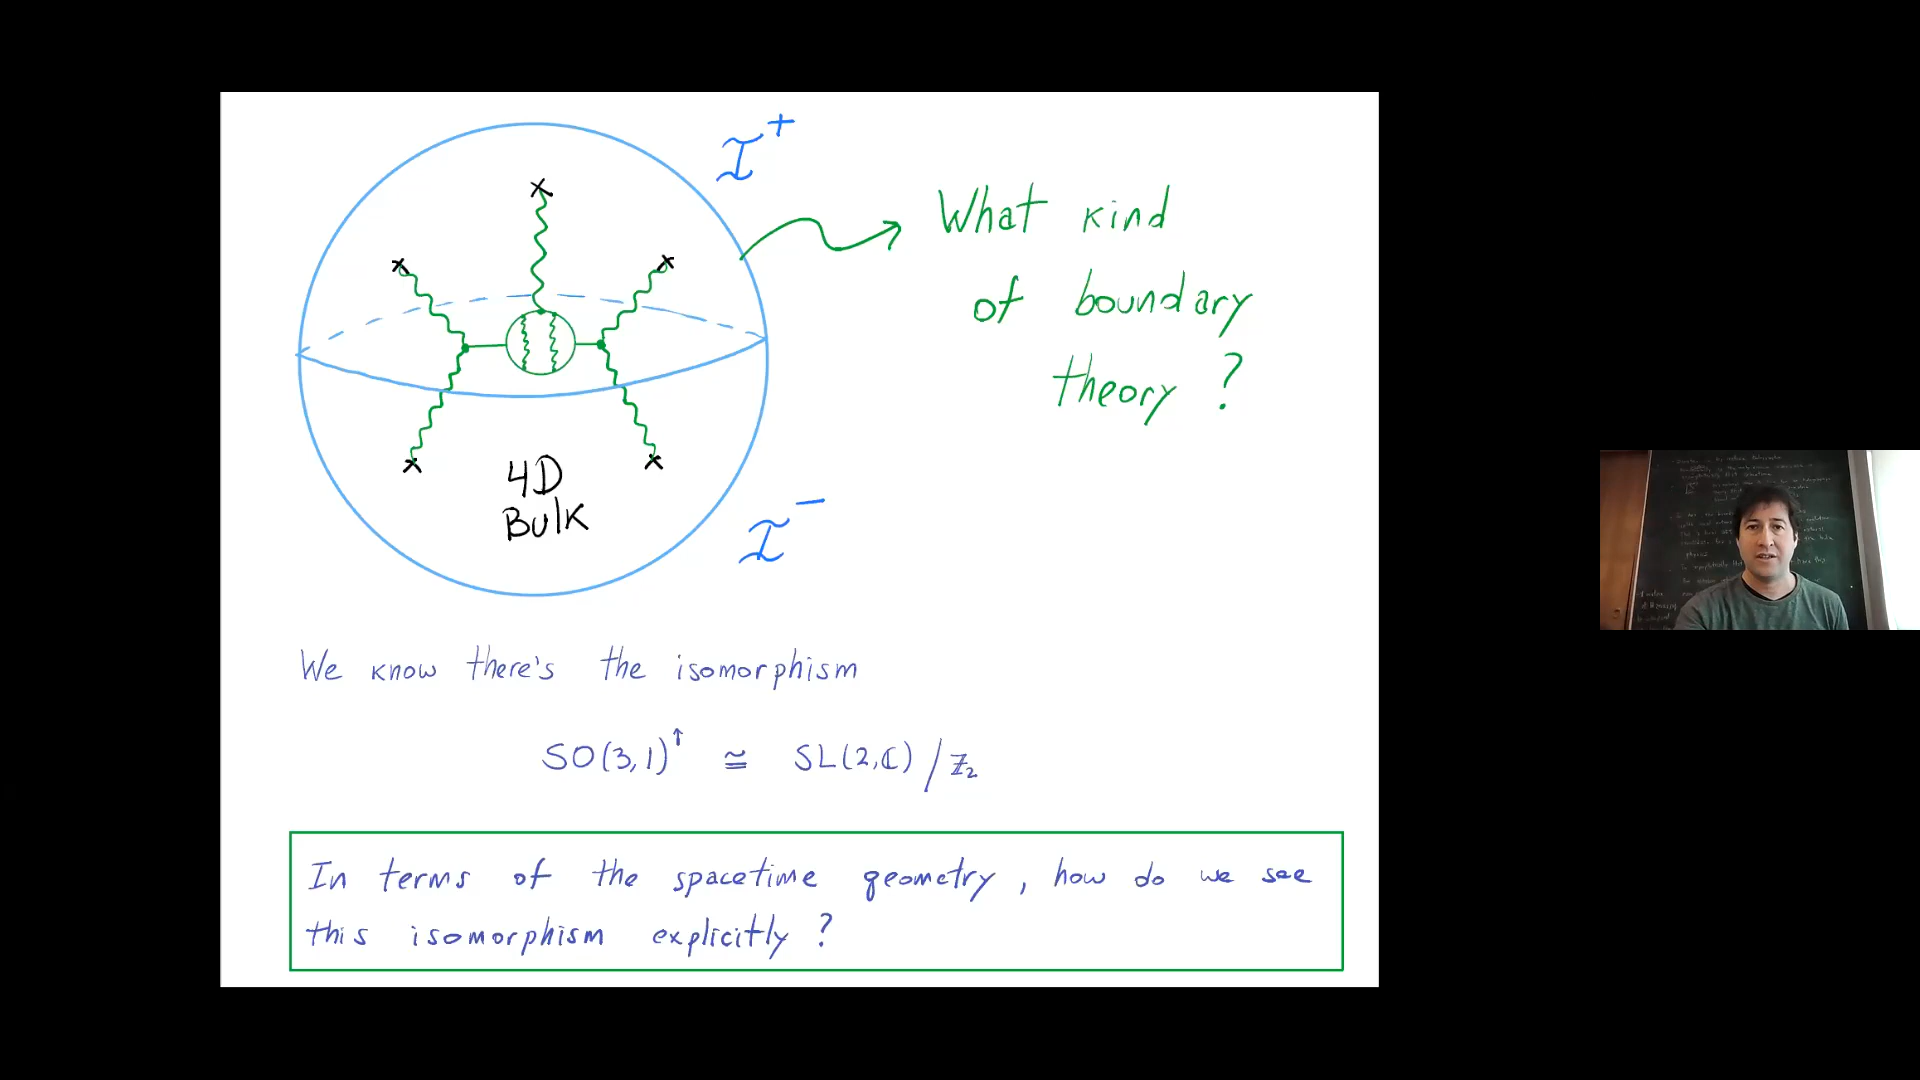 ℐ⁺
What kind
of boundary
theory ?
4D
Bulk
ℐ⁻
We know there's the isomorphism
SO(3,1)↑ ≅ SL(2,ℂ)/ℤ₂
In terms of the spacetime geometry, how do we see
this isomorphism explicitly ?